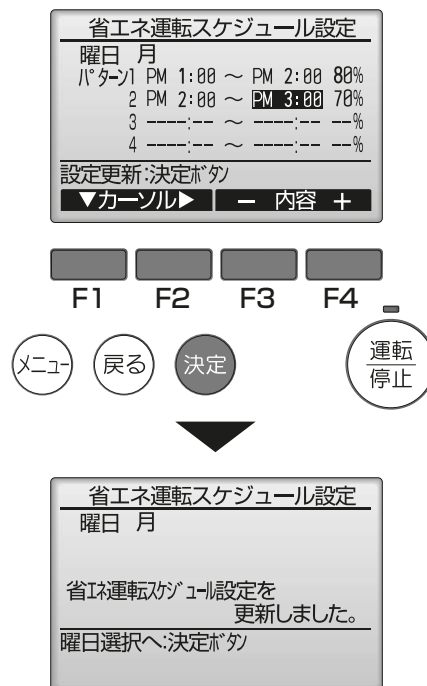 省エネ運転スケジュール設定
曜日 月
パターン1 PM 1:00 ～ PM 2:00 80%
2 PM 2:00 ～ PM 3:00 70%
3 ----:-- ～ ----:-- --%
4 ----:-- ～ ----:-- --%
設定更新:決定ボタン
▼カーソル▶ － 内容 ＋
F1 F2 F3 F4
メニュー 戻る 決定 運転
停止
省エネ運転スケジュール設定
曜日 月
省エネ運転スケジュール設定を
更新しました。
曜日選択へ:決定ボタン